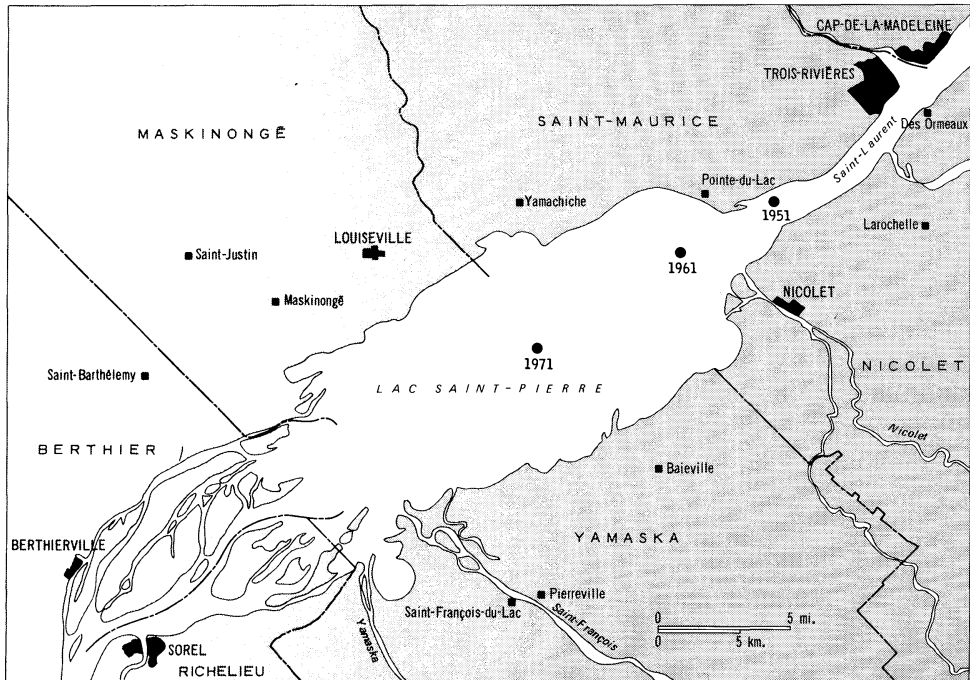 CAP-DE-LA-MADELEINE
TROIS-RIVIÈRES
MASKINONGÉ
SAINT-MAURICE
Des Ormeaux
Saint-Laurent
Pointe-du-Lac
Yamachiche
1951
Larochelle
LOUISEVILLE
Saint-Justin
1961
Maskinongé
NICOLET
1971
Saint-Barthélemy
NICOLET
LAC SAINT-PIERRE
Nicolet
BERTHIER
Baieville
YAMASKA
BERTHIERVILLE
Pierreville
Saint-François-du-Lac
Saint-François
0 5 mi.
0 5 km.
Yamaska
SOREL
RICHELIEU